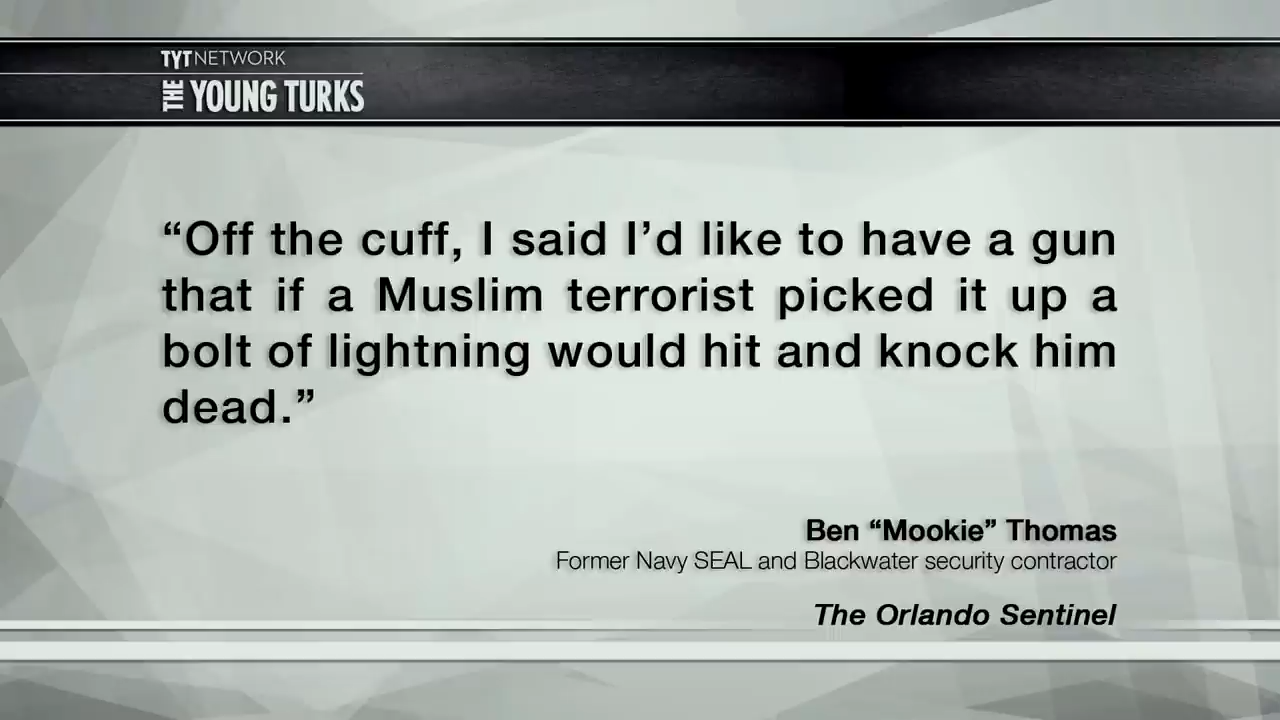 TYTNETWORK
THE YOUNG TURKS
“Off the cuff, I said I’d like to have a gun
that if a Muslim terrorist picked it up a
bolt of lightning would hit and knock him
dead.”
Ben “Mookie” Thomas
Former Navy SEAL and Blackwater security contractor
The Orlando Sentinel